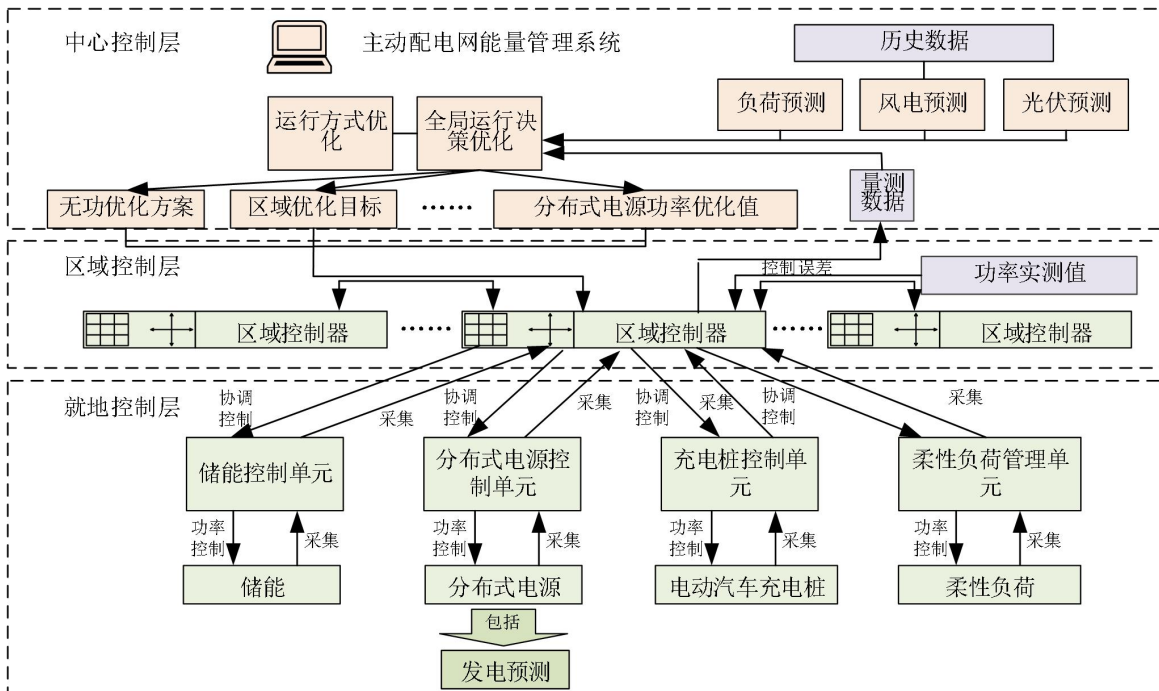 中心控制层
主动配电网能量管理系统
历史数据
负荷预测
风电预测
光伏预测
运行方式优
化
全局运行决
策优化
量测
数据
无功优化方案
区域优化目标
......
分布式电源功率优化值
区域控制层
控制误差
功率实测值
区域控制器
......
区域控制器
......
区域控制器
就地控制层
协调
控制
采集
协调
控制
采集
协调
控制
采集
协调
控制
采集
储能控制单元
分布式电源控
制单元
充电桩控制单
元
柔性负荷管理单
元
功率
控制
采集
功率
控制
采集
功率
控制
采集
功率
控制
采集
储能
分布式电源
电动汽车充电桩
柔性负荷
包括
发电预测